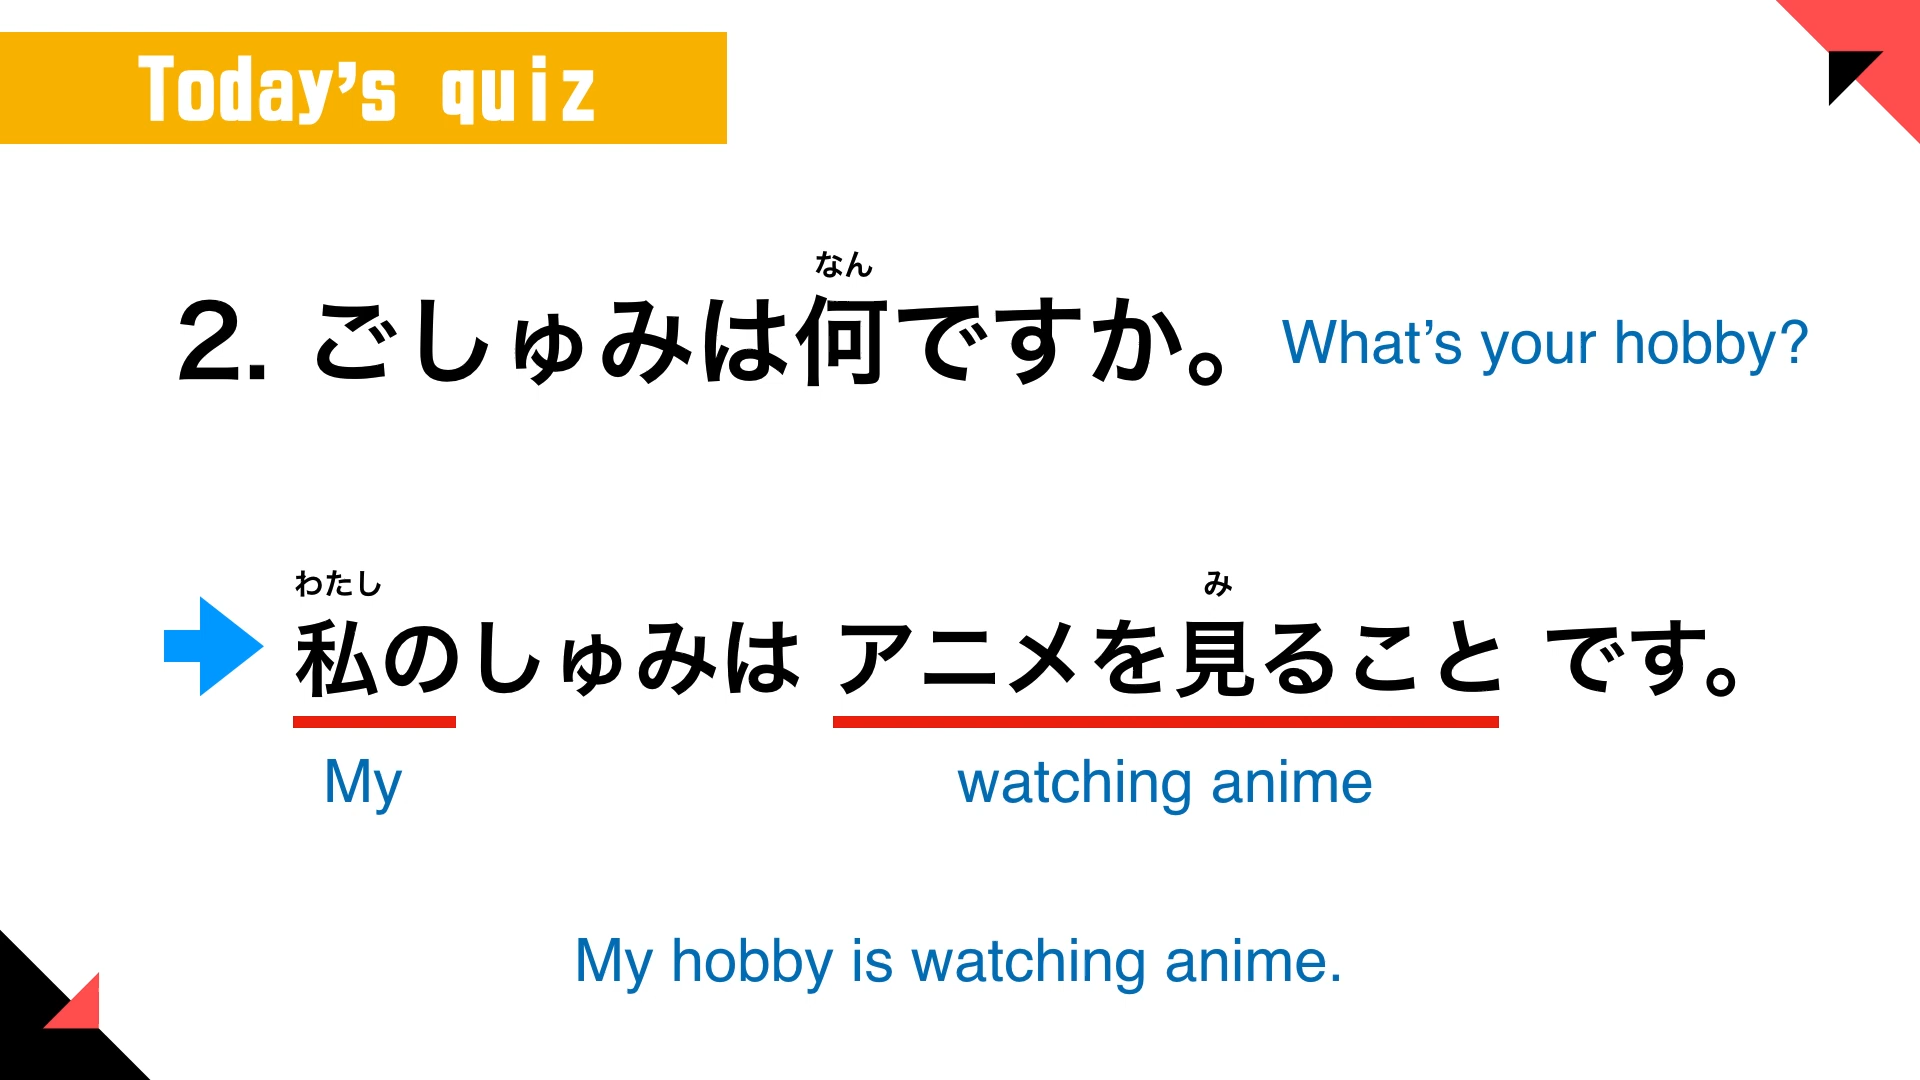 Today's quiz
なん
2. ごしゅみは何ですか。 What's your hobby?
わたし み
私のしゅみは アニメを見ること です。
My watching anime
My hobby is watching anime.